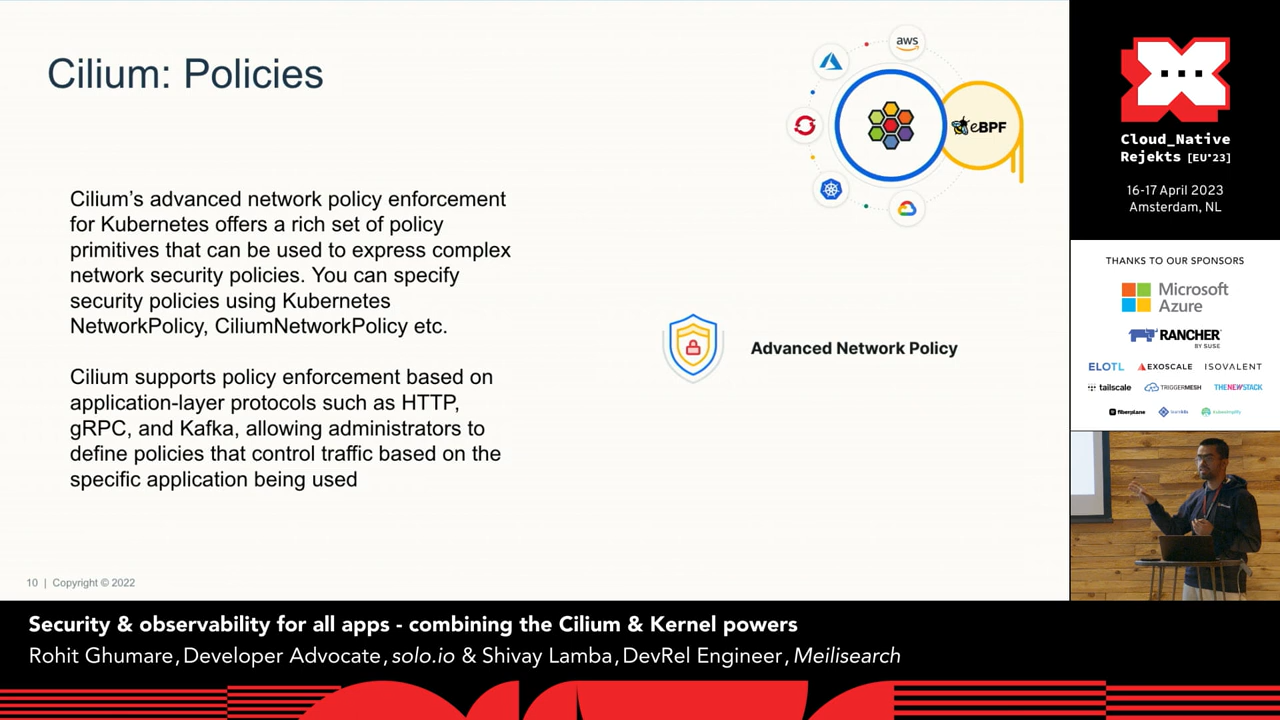 Cilium: Policies
aws
eBPF
Cilium’s advanced network policy enforcement
for Kubernetes offers a rich set of policy
primitives that can be used to express complex
network security policies. You can specify
security policies using Kubernetes
NetworkPolicy, CiliumNetworkPolicy etc.
Cilium supports policy enforcement based on
application-layer protocols such as HTTP,
gRPC, and Kafka, allowing administrators to
define policies that control traffic based on the
specific application being used
Advanced Network Policy
10 | Copyright © 2022
Cloud_Native
Rejekts [EU'23]
16-17 April 2023
Amsterdam, NL
THANKS TO OUR SPONSORS
Microsoft
Azure
RANCHER
BY SUSE
ELOTL EXOSCALE ISOVALENT
tailscale TRIGGERMESH THENEWSTACK
fiberplane kubesimplify
Security & observability for all apps - combining the Cilium & Kernel powers
Rohit Ghumare, Developer Advocate, solo.io & Shivay Lamba, DevRel Engineer, Meilisearch